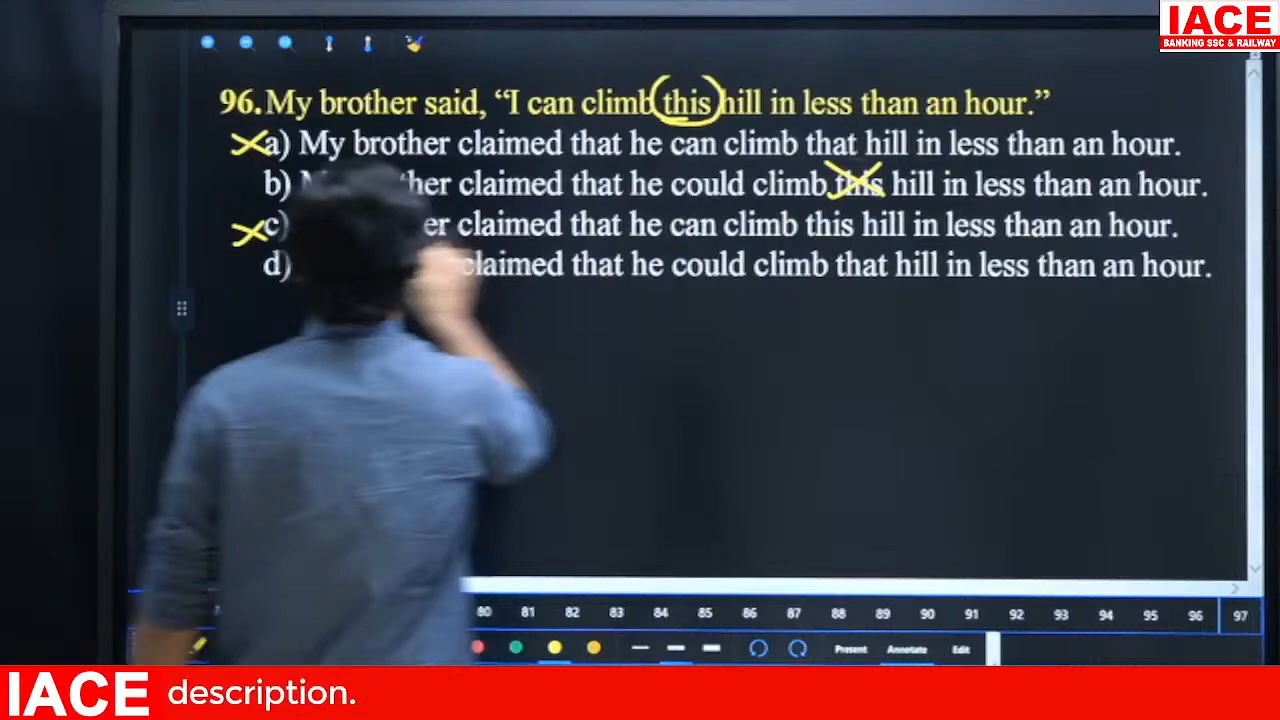 IACE
BANKING SSC & RAILWAY
96. My brother said, “I can climb this hill in less than an hour.”
a) My brother claimed that he can climb that hill in less than an hour.
b) claimed that he could climb this hill in less than an hour.
c) claimed that he can climb this hill in less than an hour.
d) claimed that he could climb that hill in less than an hour.
80 81 82 83 84 85 86 87 88 89 90 91 92 93 94 95 96 97
Present Annotate Edit
IACE description.